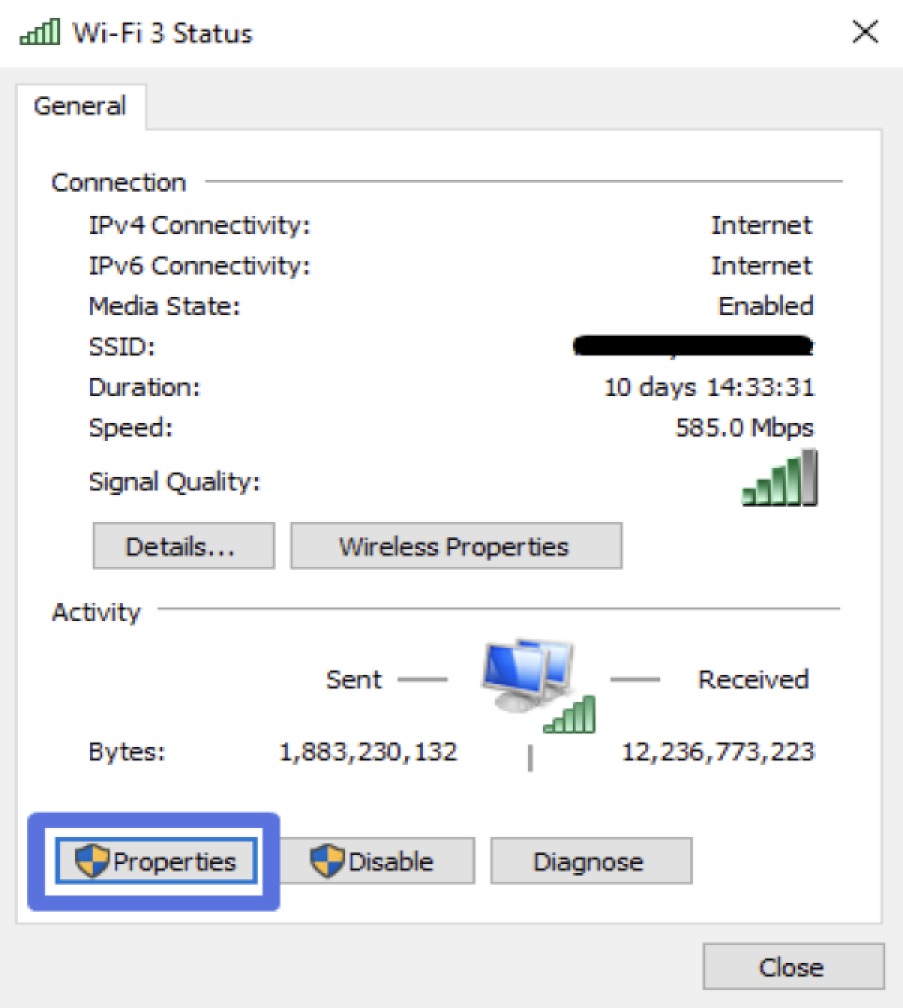 Wi-Fi 3 Status
General
Connection
IPv4 Connectivity: Internet
IPv6 Connectivity: Internet
Media State: Enabled
SSID:
Duration: 10 days 14:33:31
Speed: 585.0 Mbps
Signal Quality:
Details... Wireless Properties
Activity
Sent Received
Bytes: 1,883,230,132 12,236,773,223
Properties Disable Diagnose
Close